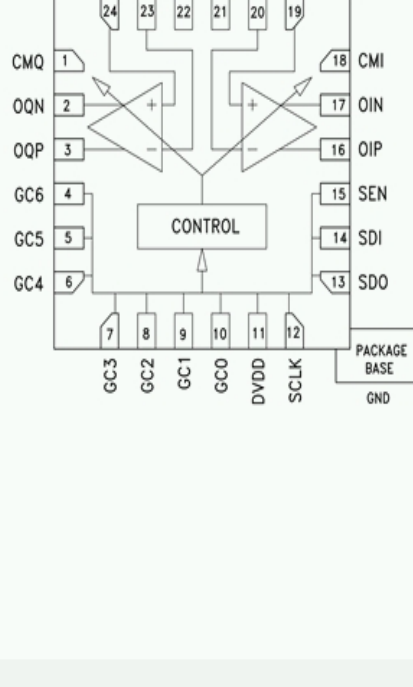 24 23 22 21 20 19
CMQ 1 18 CMI
OQN 2 + + 17 OIN
OQP 3 − − 16 OIP
GC6 4 15 SEN
CONTROL
GC5 5 14 SDI
GC4 6 13 SDO
7 8 9 10 11 12
GC3 GC2 GC1 GC0 DVDD SCLK
PACKAGE
BASE
GND